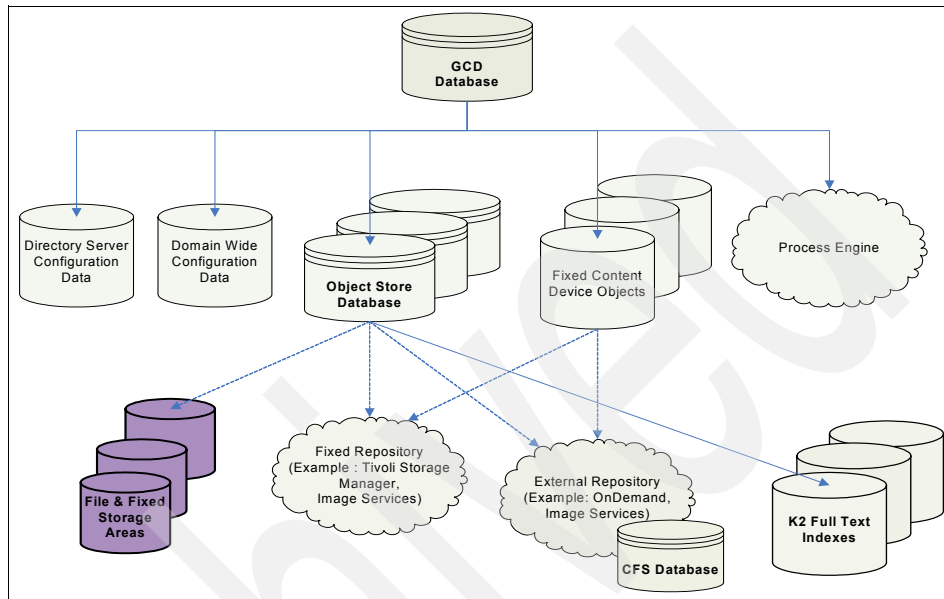 GCD
Database
Directory Server
Configuration
Data
Domain Wide
Configuration
Data
Object Store
Database
Fixed Content
Device Objects
Process Engine
File & Fixed
Storage
Areas
Fixed Repository
(Example : Tivoli Storage
Manager,
Image Services)
External Repository
(Example: OnDemand,
Image Services)
CFS Database
K2 Full Text
Indexes
hived